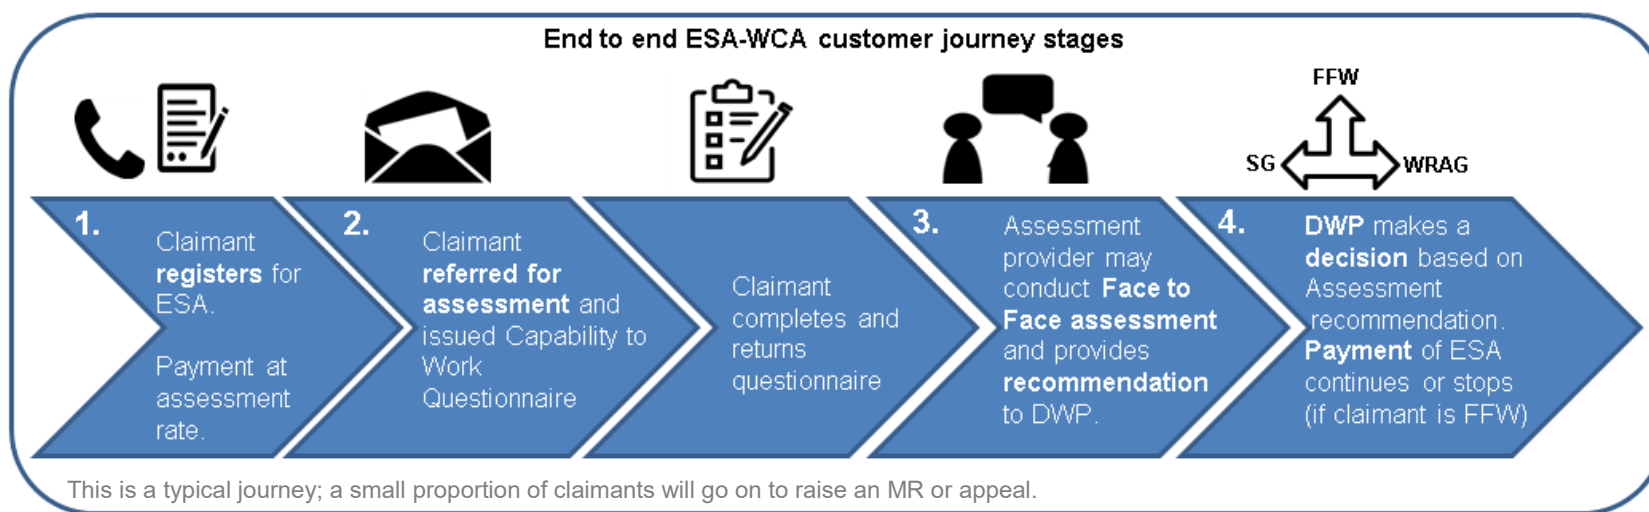 End to end ESA-WCA customer journey stages
FFW
SG
WRAG
1.
Claimant
registers for
ESA.
Payment at
assessment
rate.
2.
Claimant
referred for
assessment and
issued Capability to
Work
Questionnaire
Claimant
completes and
returns
questionnaire
3.
Assessment
provider may
conduct Face to
Face assessment
and provides
recommendation
to DWP.
4.
DWP makes a
decision based on
Assessment
recommendation.
Payment of ESA
continues or stops
(if claimant is FFW)
This is a typical journey; a small proportion of claimants will go on to raise an MR or appeal.